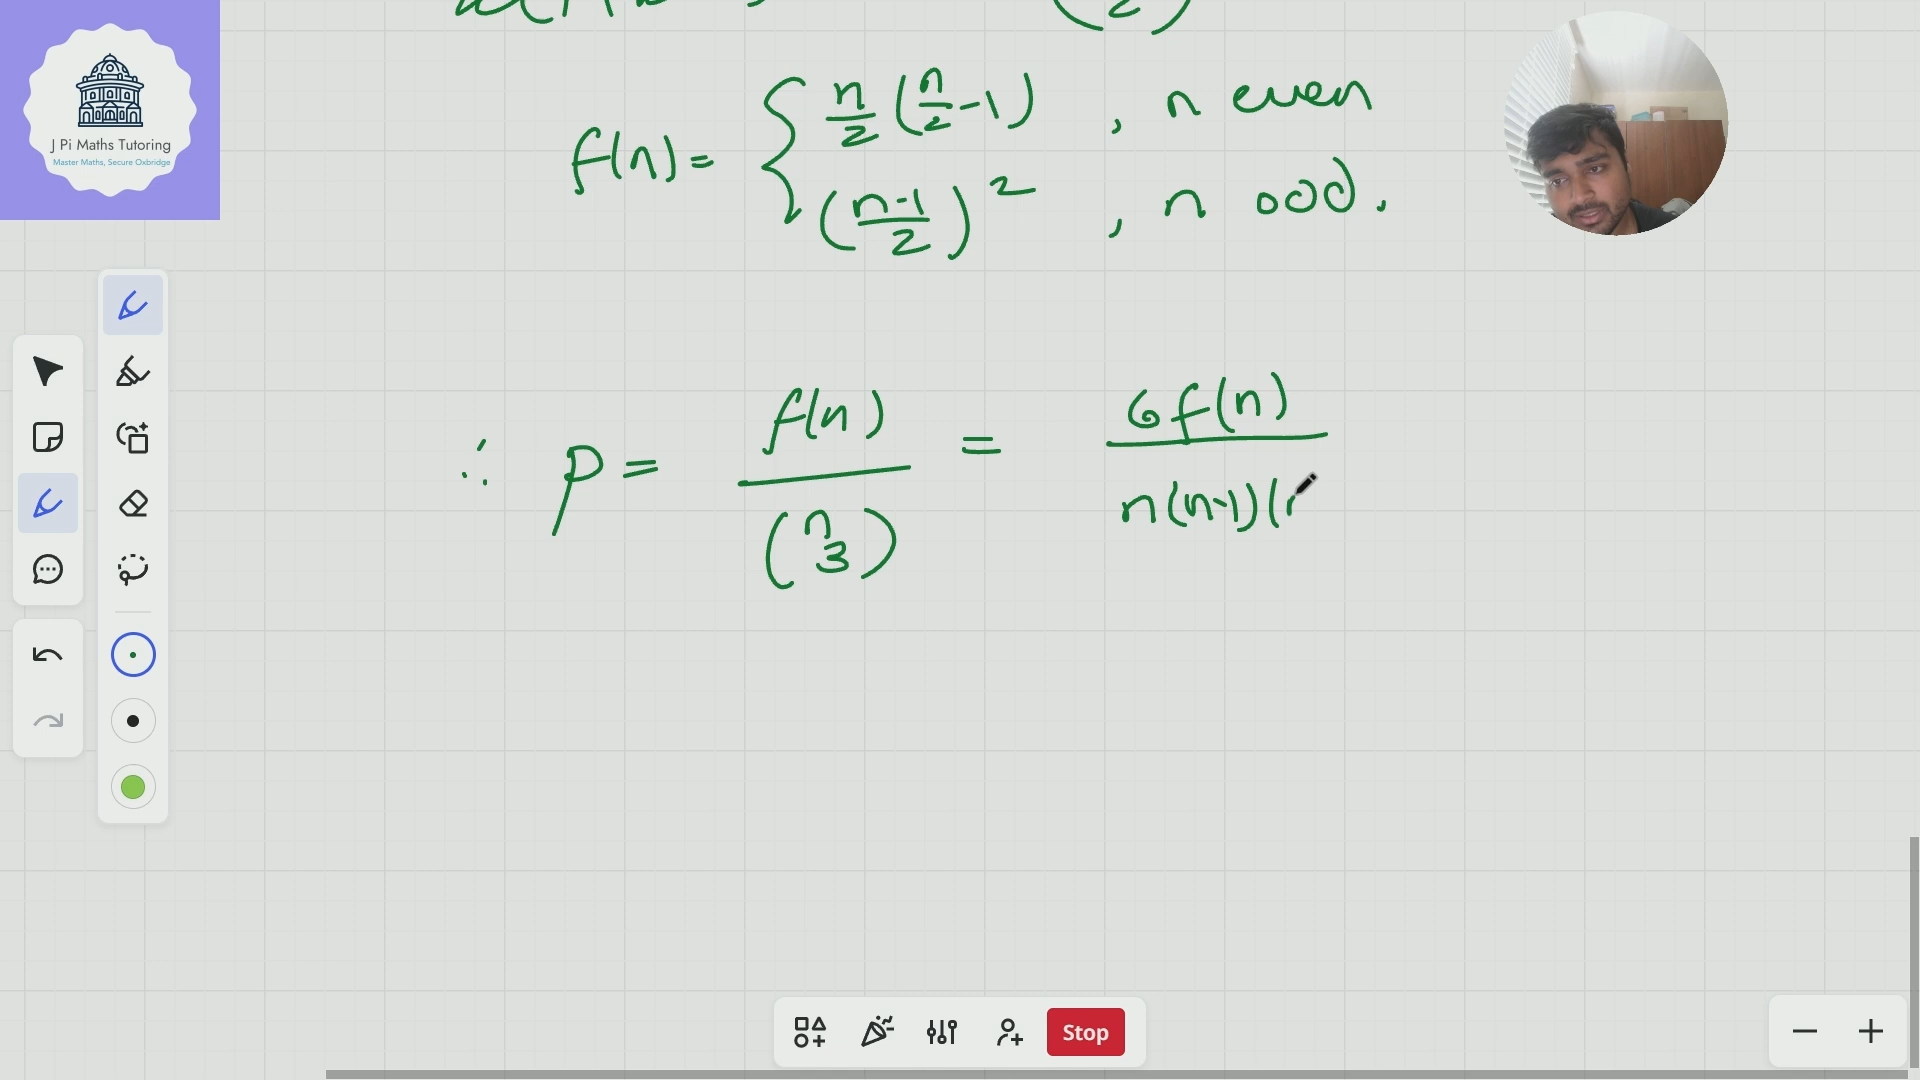 J Pi Maths Tutoring
Master Maths, Secure Oxbridge
f(n) = { n/2 (n/2 - 1) , n even
((n-1)/2)^2 , n odd.
∴ p = f(n) / (n 3) = 6f(n) / n(n-1)(
Stop